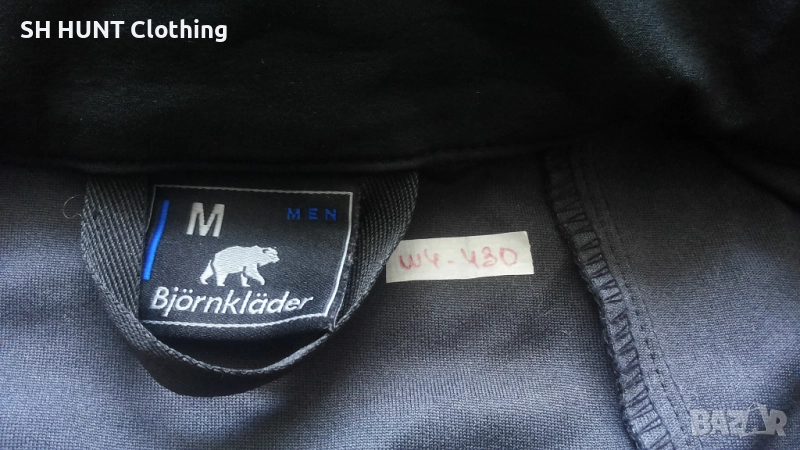 SH HUNT Clothing
M MEN
Björnkläder
W4-430
BAZAR